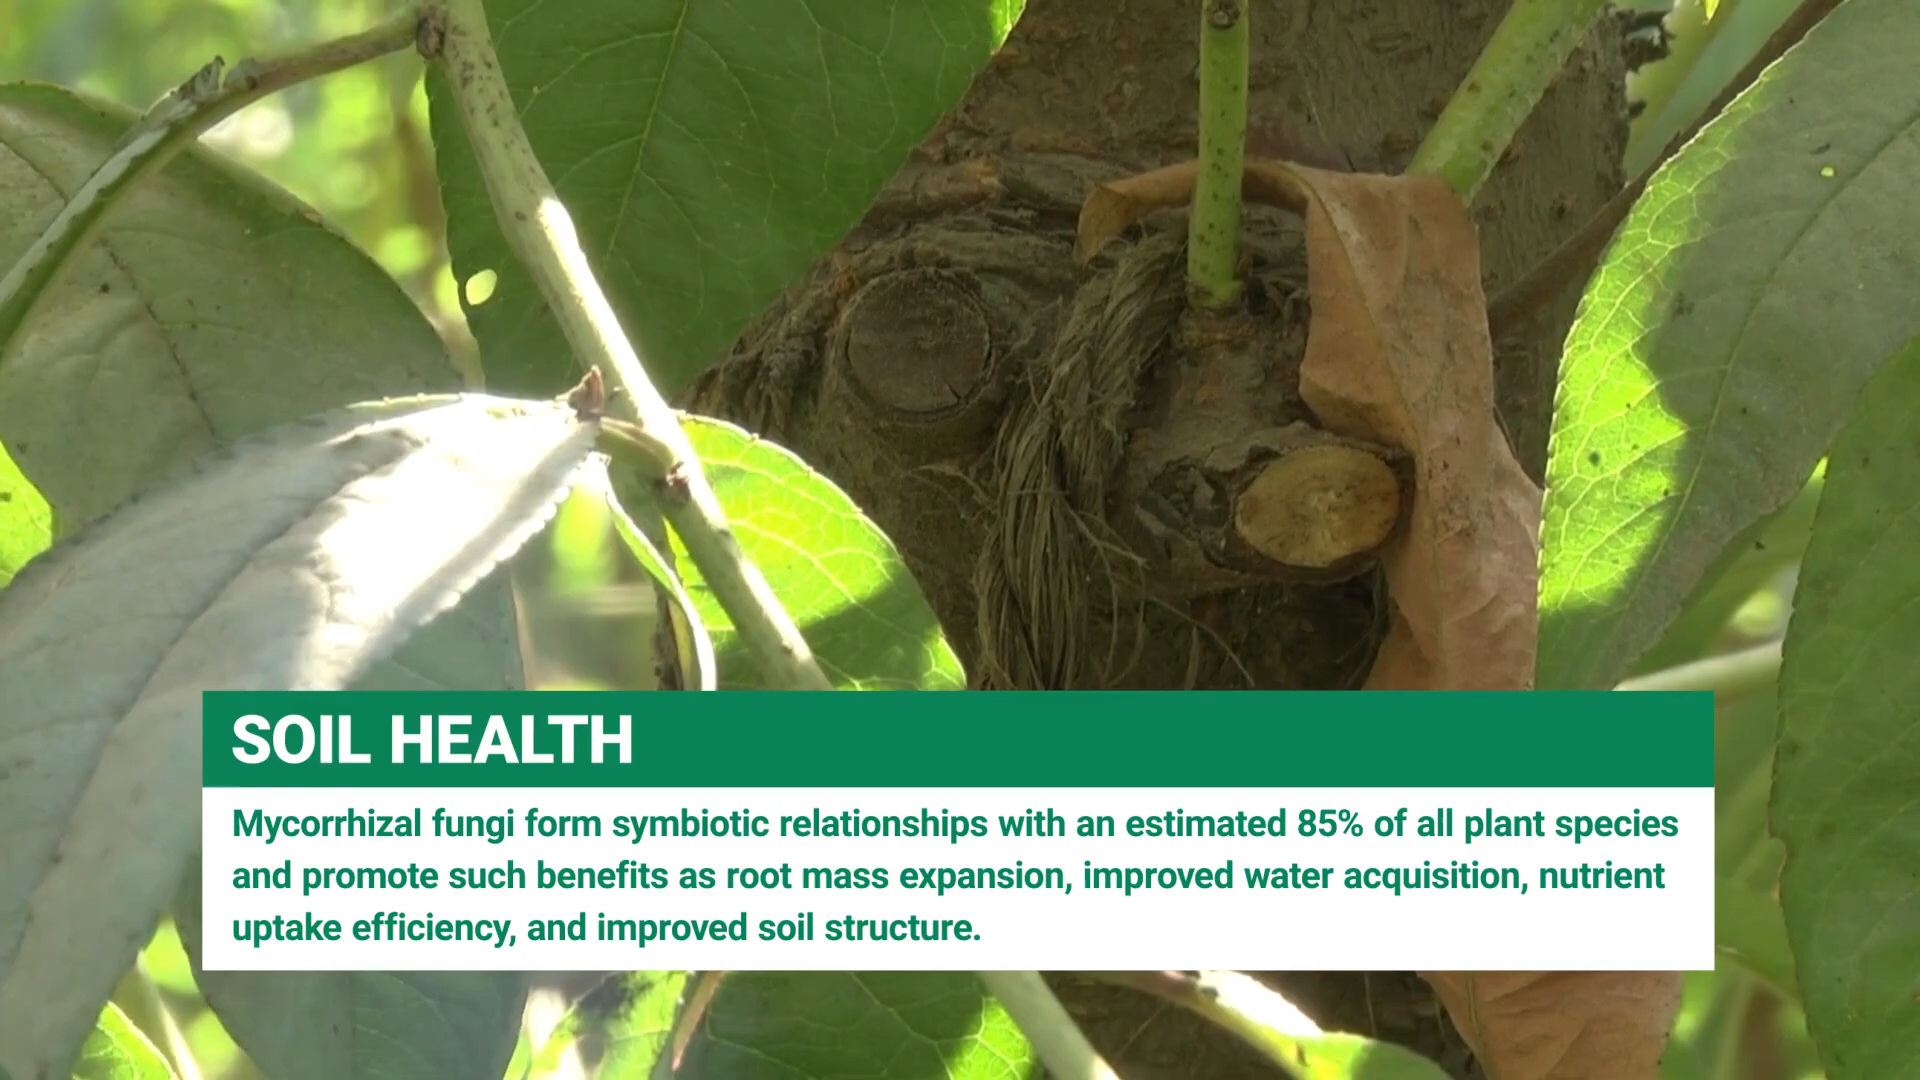 SOIL HEALTH
Mycorrhizal fungi form symbiotic relationships with an estimated 85% of all plant species
and promote such benefits as root mass expansion, improved water acquisition, nutrient
uptake efficiency, and improved soil structure.